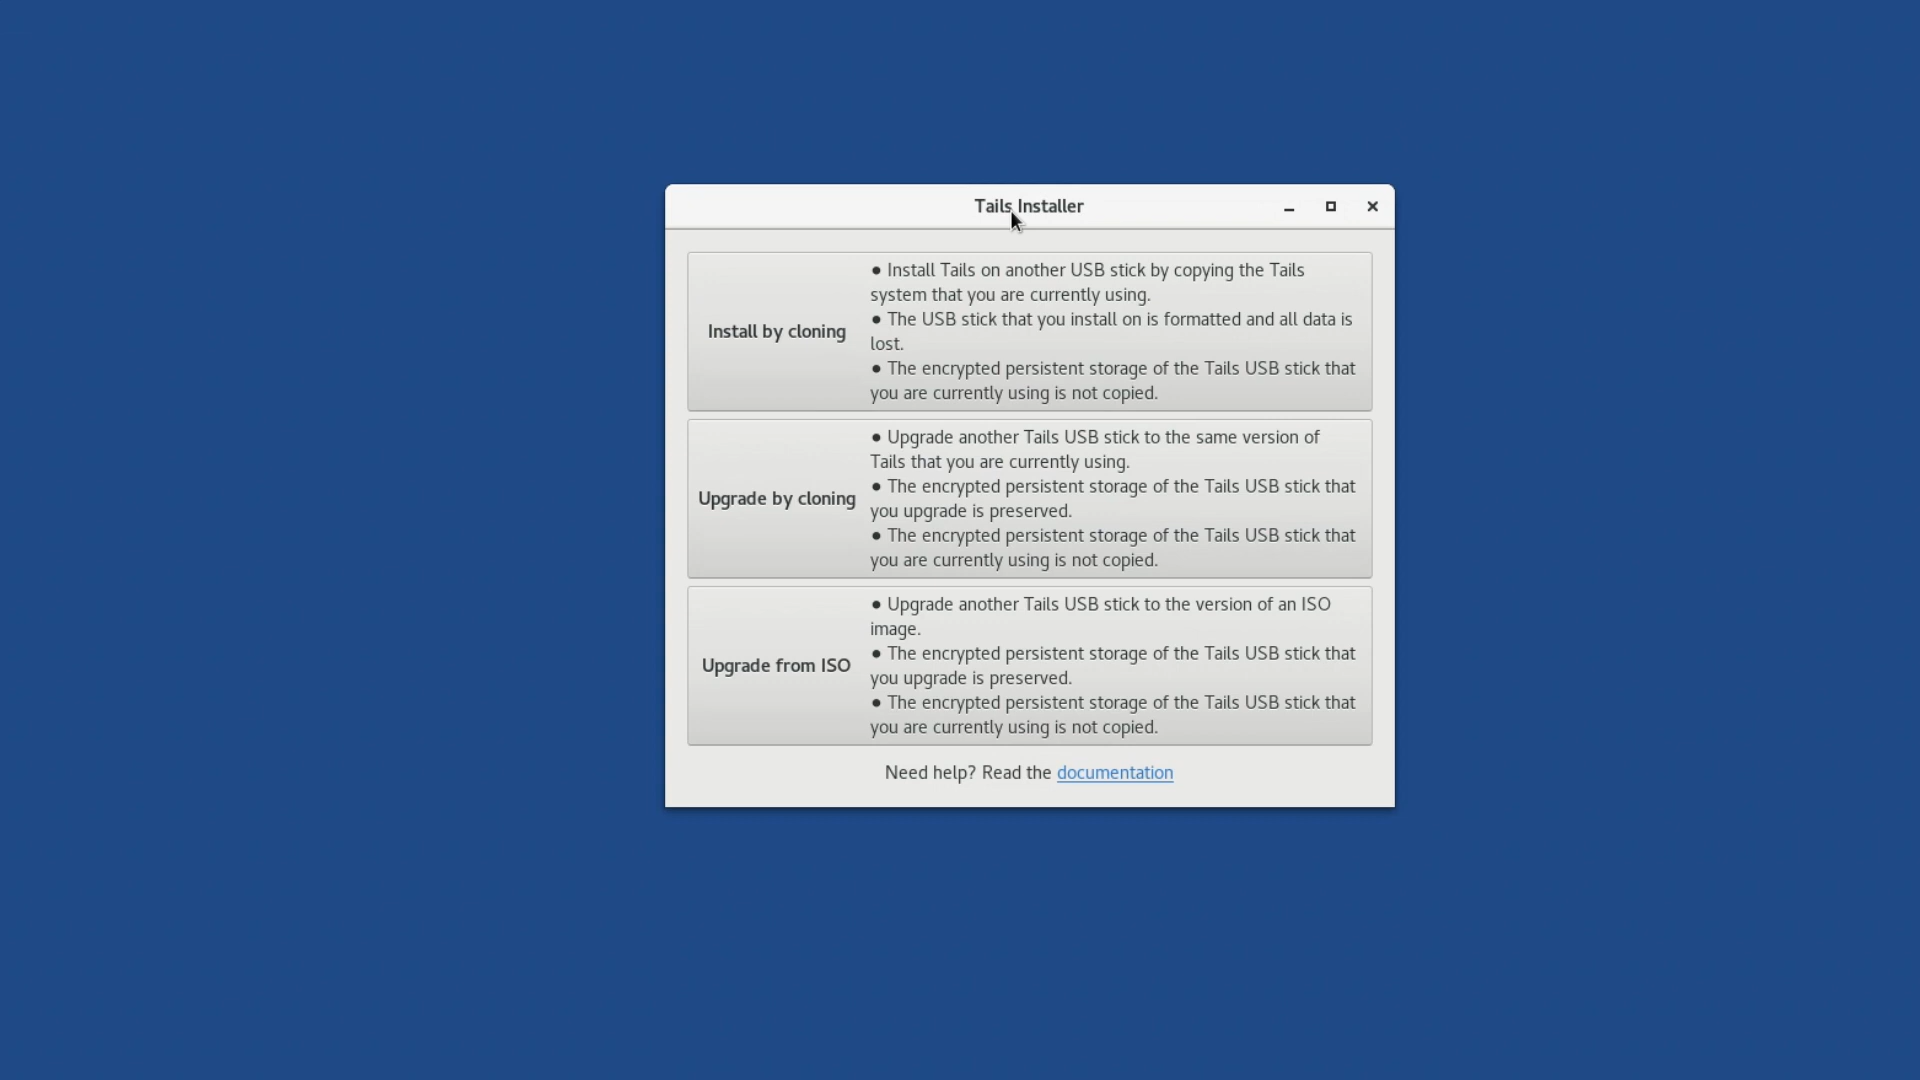 Tails Installer
Install by cloning
● Install Tails on another USB stick by copying the Tails
system that you are currently using.
● The USB stick that you install on is formatted and all data is
lost.
● The encrypted persistent storage of the Tails USB stick that
you are currently using is not copied.
Upgrade by cloning
● Upgrade another Tails USB stick to the same version of
Tails that you are currently using.
● The encrypted persistent storage of the Tails USB stick that
you upgrade is preserved.
● The encrypted persistent storage of the Tails USB stick that
you are currently using is not copied.
Upgrade from ISO
● Upgrade another Tails USB stick to the version of an ISO
image.
● The encrypted persistent storage of the Tails USB stick that
you upgrade is preserved.
● The encrypted persistent storage of the Tails USB stick that
you are currently using is not copied.
Need help? Read the documentation